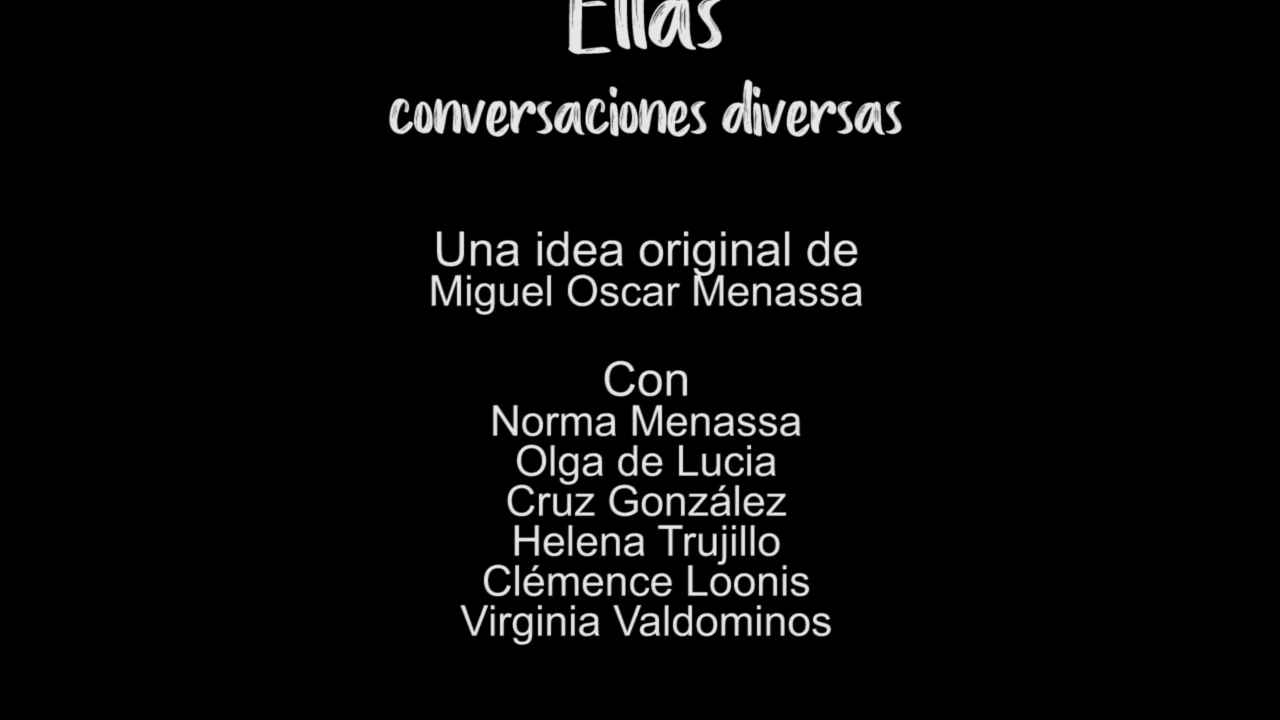 Ellas
conversaciones diversas
Una idea original de
Miguel Oscar Menassa
Con
Norma Menassa
Olga de Lucia
Cruz González
Helena Trujillo
Clémence Loonis
Virginia Valdominos